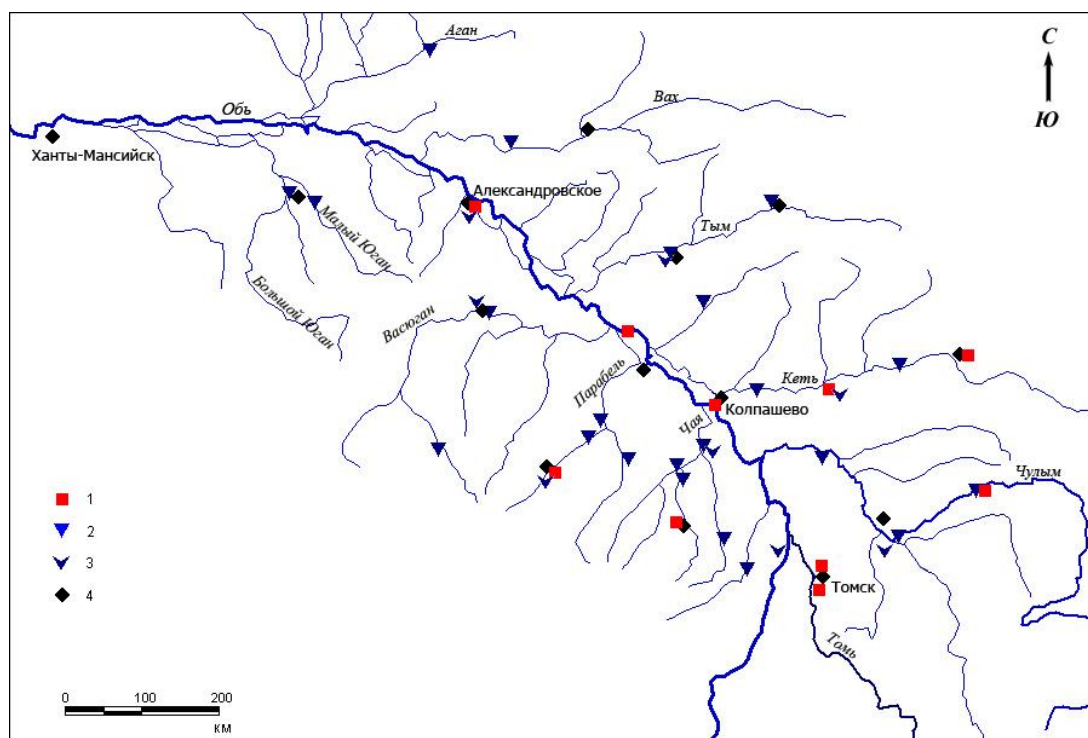 Аган
С
Ю
Обь
Вах
Ханты-Мансийск
Александровское
Малый Юган
Тым
Большой Юган
Васюган
Парабель
Кеть
Колпашево
Чая
Чулым
1
2
3
4
Томск
Томь
0 100 200
км